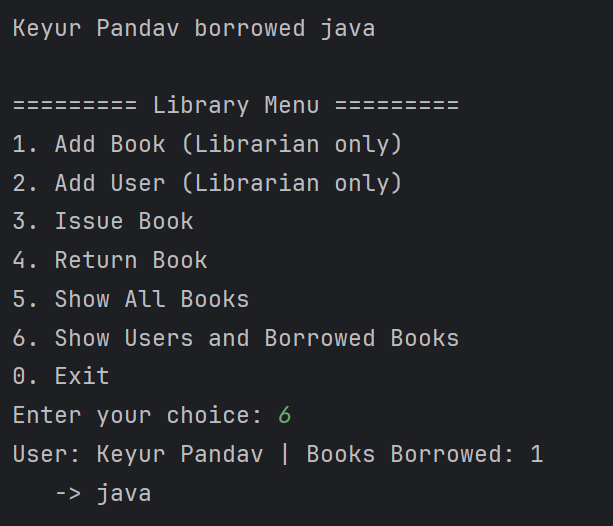 Keyur Pandav borrowed java
========= Library Menu =========
1. Add Book (Librarian only)
2. Add User (Librarian only)
3. Issue Book
4. Return Book
5. Show All Books
6. Show Users and Borrowed Books
0. Exit
Enter your choice: 6
User: Keyur Pandav | Books Borrowed: 1
   -> java